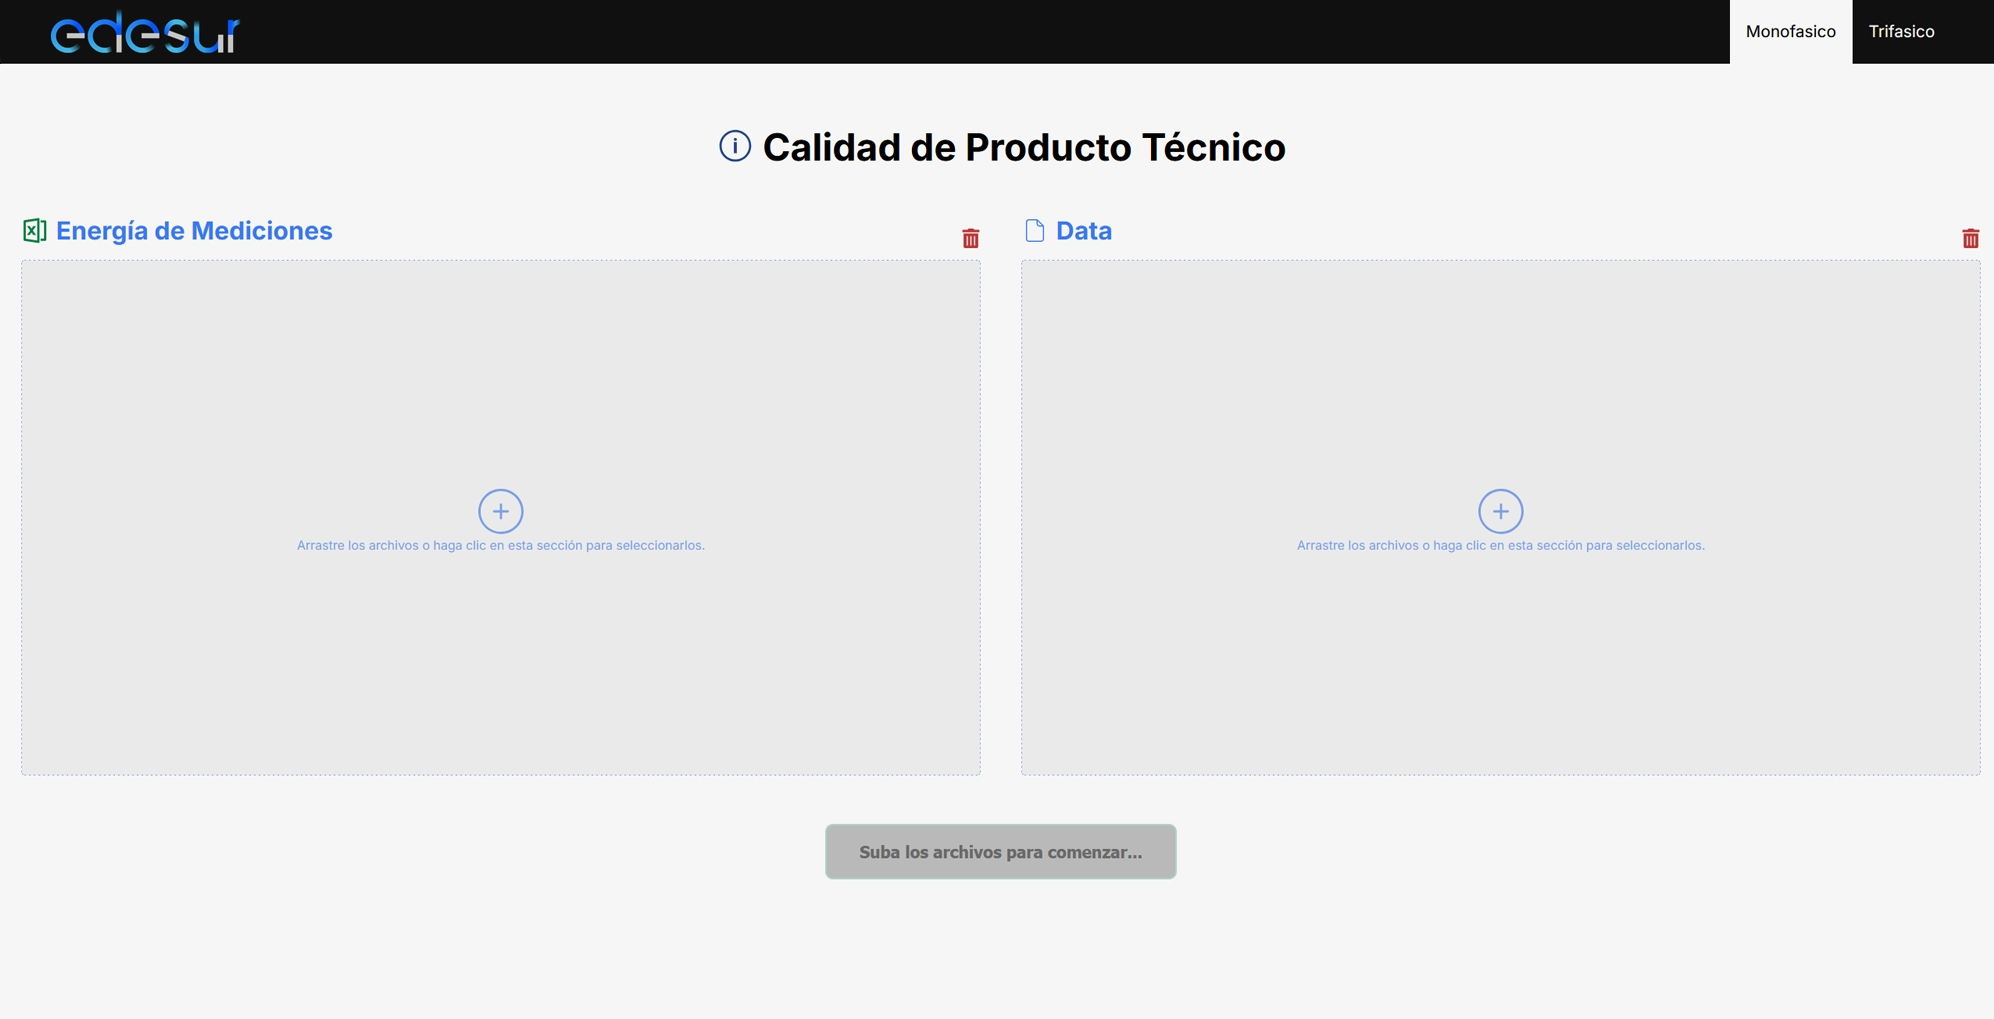 edesur
Monofasico
Trifasico
Calidad de Producto Técnico
Energía de Mediciones
Data
Arrastre los archivos o haga clic en esta sección para seleccionarlos.
Arrastre los archivos o haga clic en esta sección para seleccionarlos.
Suba los archivos para comenzar...